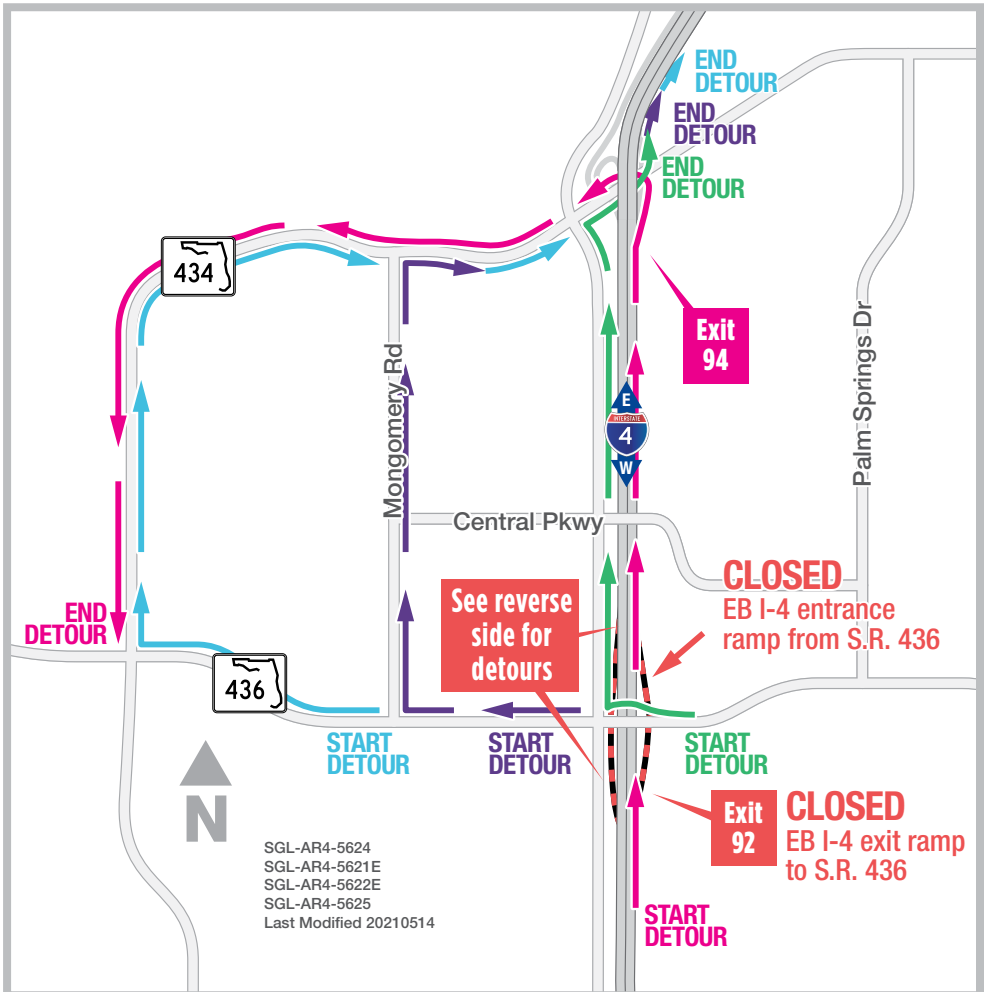 END
DETOUR
END
DETOUR
END
DETOUR
434
Exit
94
Mongomery Rd
Palm Springs Dr
E
INTERSTATE
4
W
Central Pkwy
CLOSED
EB I-4 entrance
ramp from S.R. 436
See reverse
side for
detours
END
DETOUR
436
START
DETOUR
START
DETOUR
START
DETOUR
N
Exit
92
CLOSED
EB I-4 exit ramp
to S.R. 436
SGL-AR4-5624
SGL-AR4-5621E
SGL-AR4-5622E
SGL-AR4-5625
Last Modified 20210514
START
DETOUR